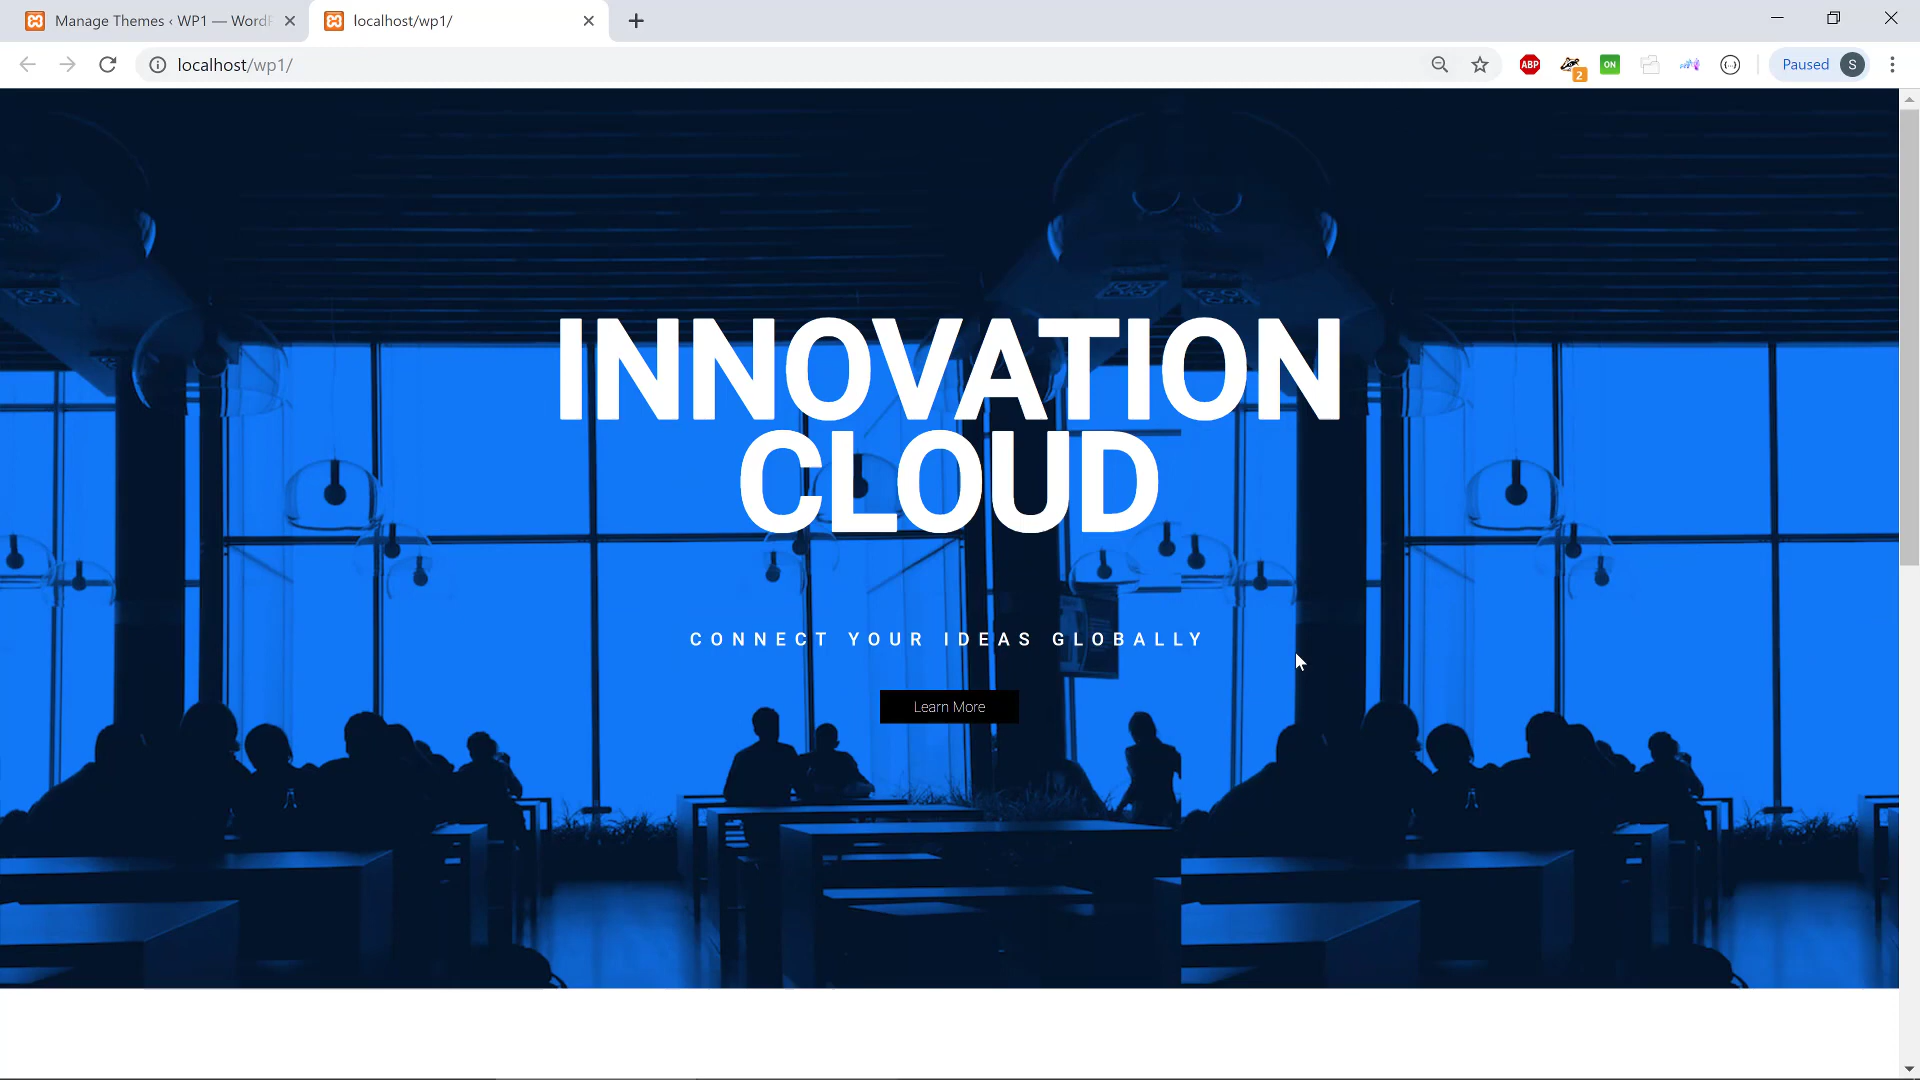 Manage Themes ‹ WP1 — WordF
localhost/wp1/
localhost/wp1/
ABP
2
ON
Paused
S
INNOVATION
CLOUD
CONNECT YOUR IDEAS GLOBALLY
Learn More